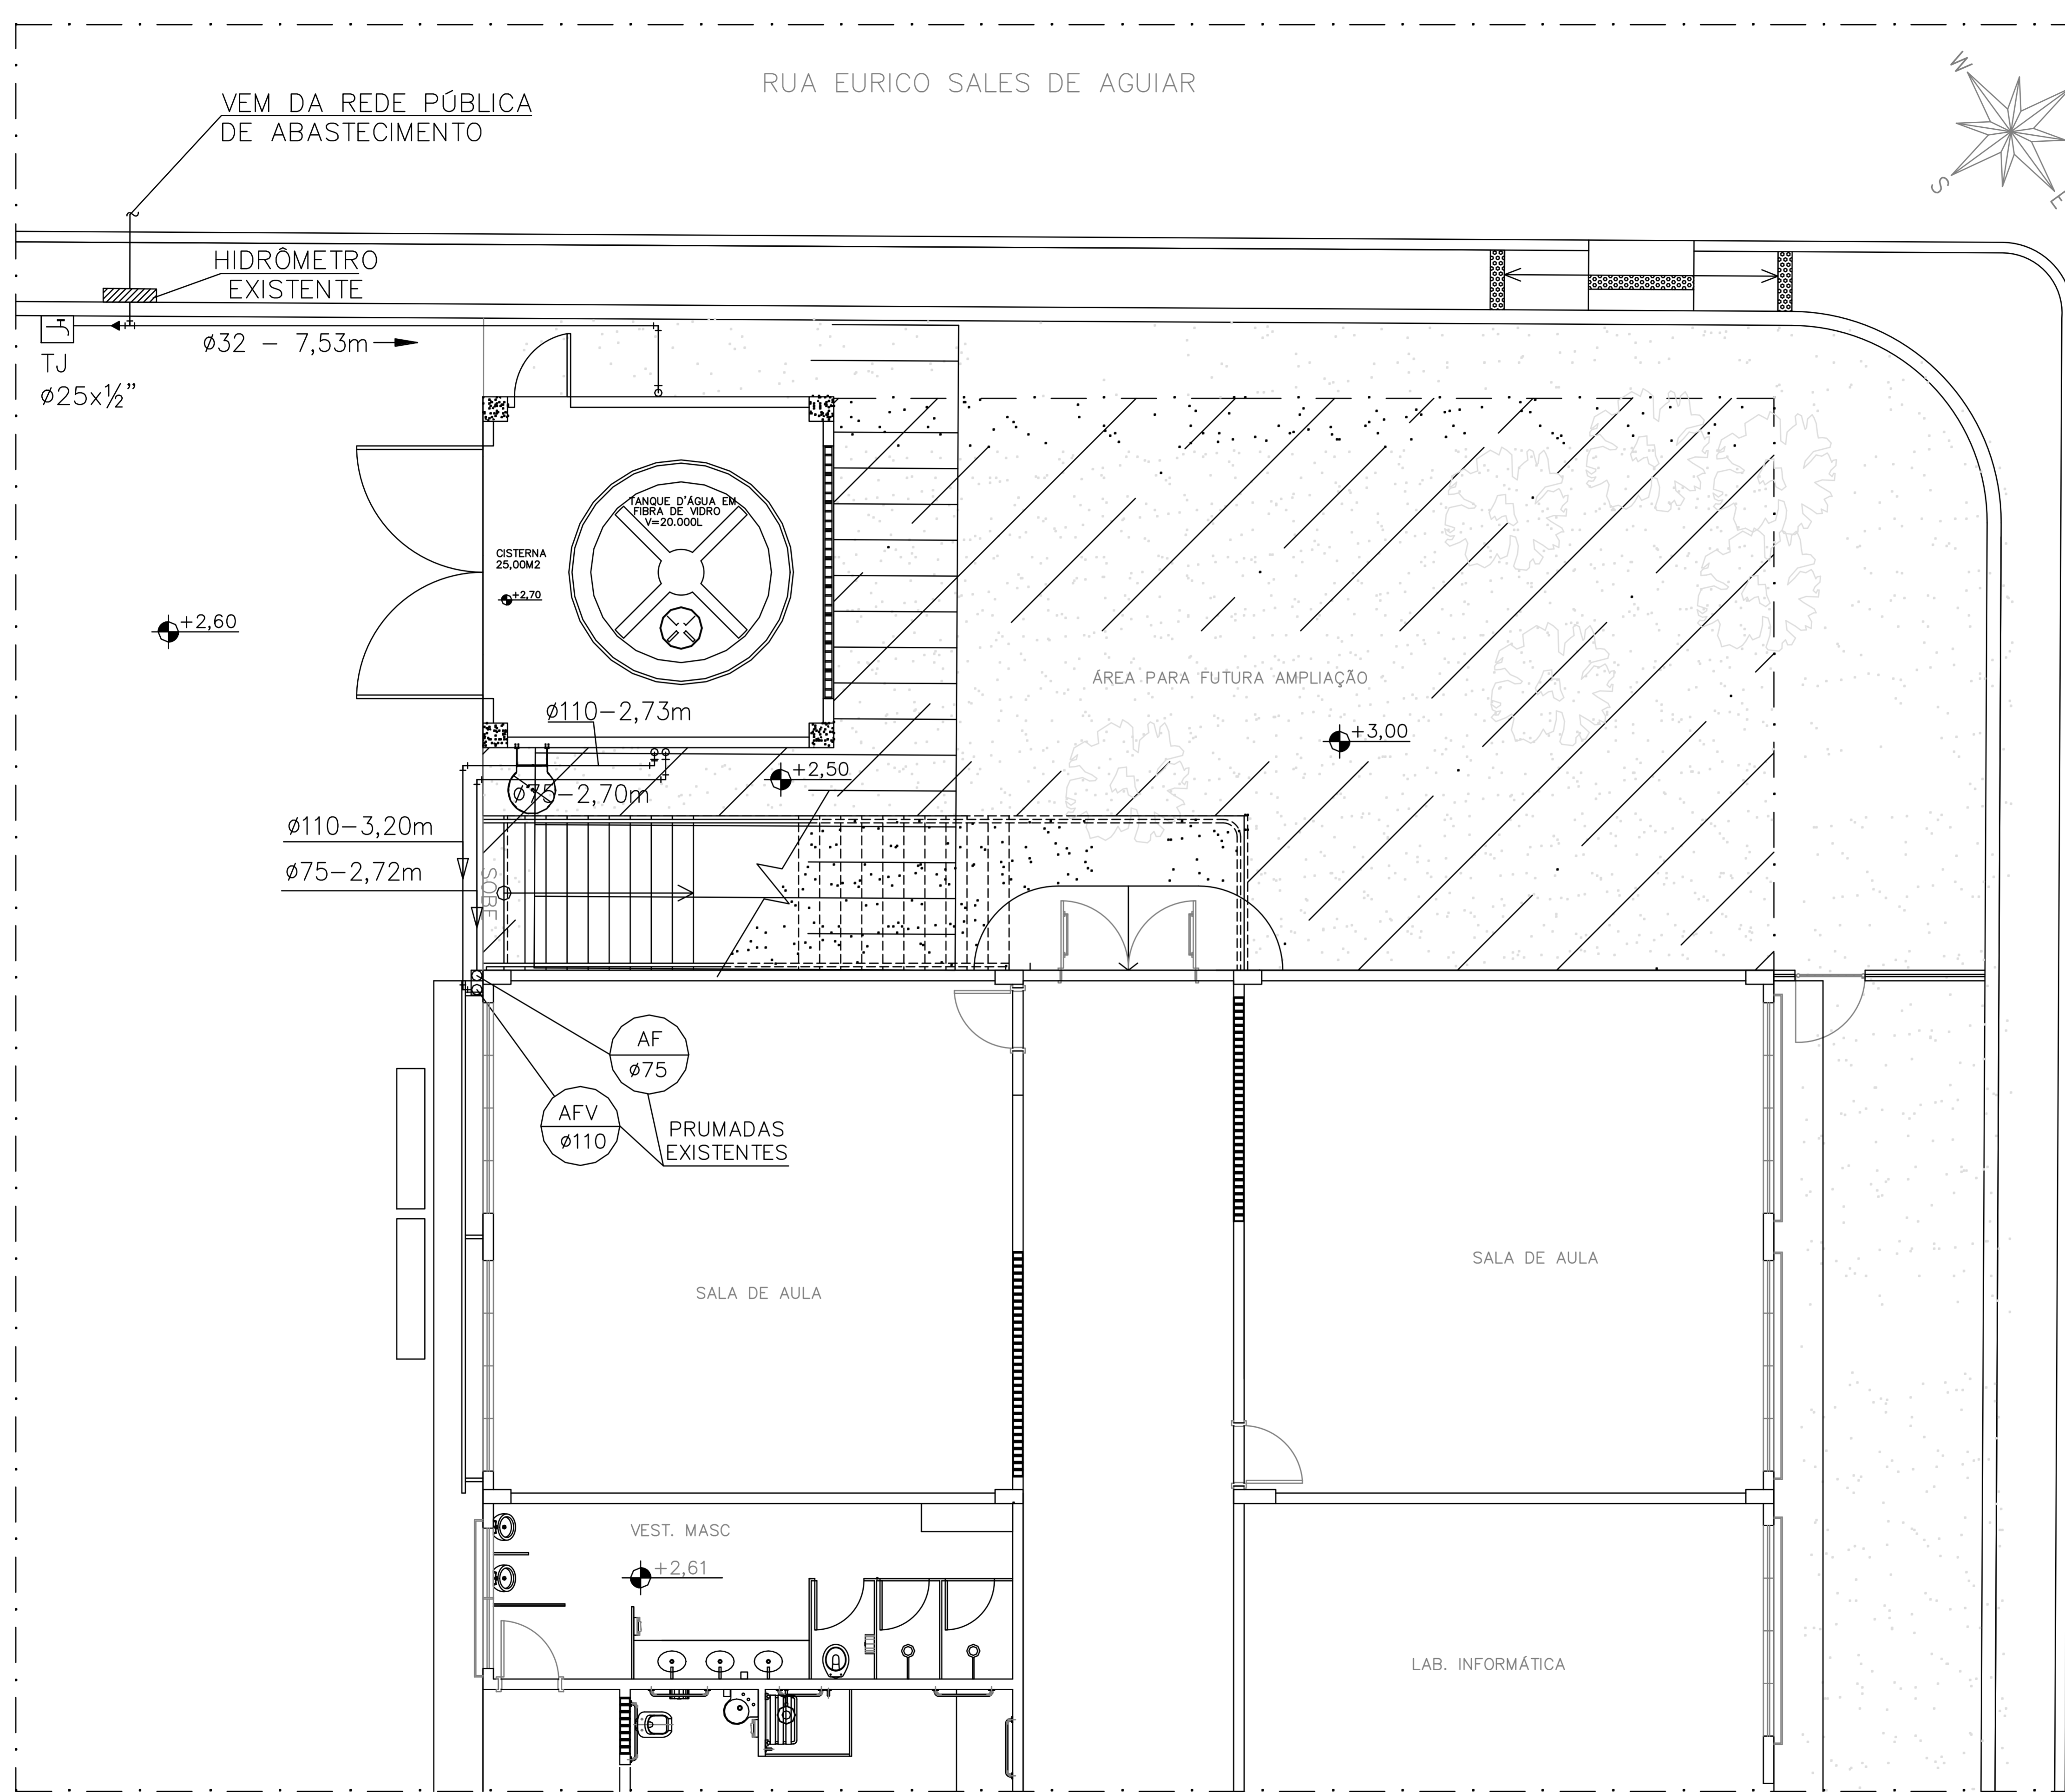 RUA EURICO SALES DE AGUIAR
W
S
E
VEM DA REDE PÚBLICA
DE ABASTECIMENTO
HIDRÔMETRO
EXISTENTE
ø32 - 7,53m
TJ
ø25x½"
TANQUE D'ÁGUA EM
FIBRA DE VIDRO
V=20.000L
CISTERNA
25,00M2
+2,70
+2,60
ÁREA PARA FUTURA AMPLIAÇÃO
ø110-2,73m
+3,00
+2,50
ø75-2,70m
ø110-3,20m
ø75-2,72m
SOBE
AF
ø75
AFV
ø110
PRUMADAS
EXISTENTES
SALA DE AULA
SALA DE AULA
VEST. MASC
+2,61
LAB. INFORMÁTICA